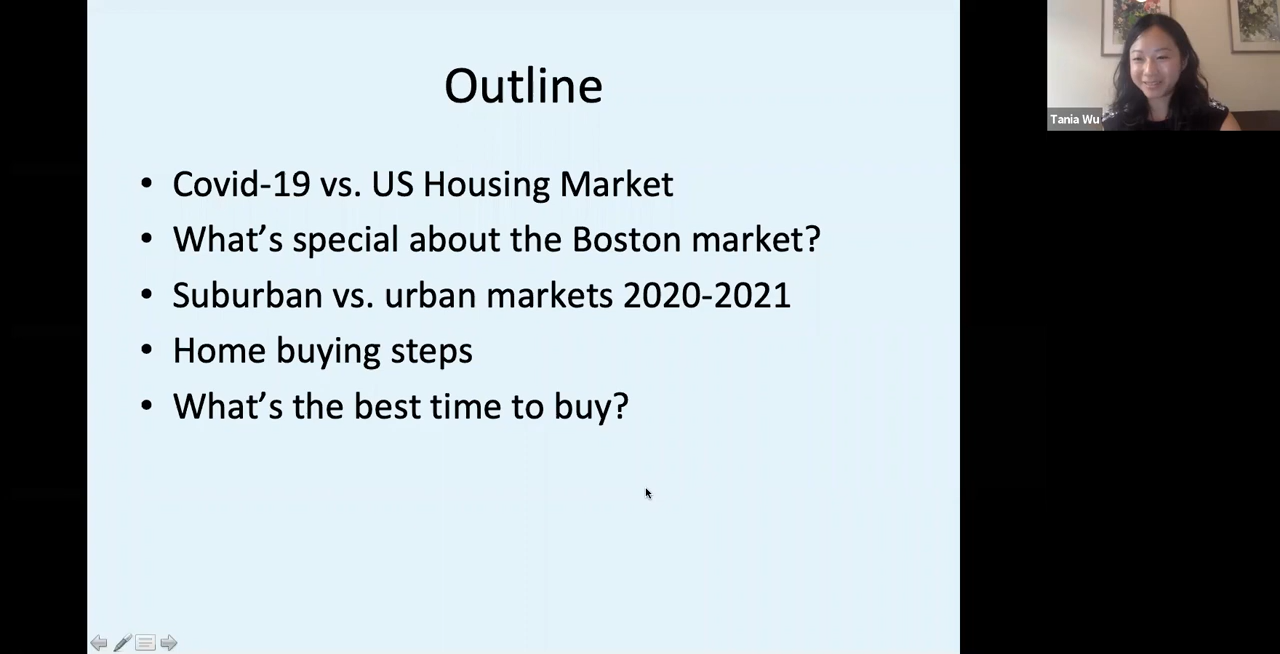 Outline
• Covid-19 vs. US Housing Market
• What’s special about the Boston market?
• Suburban vs. urban markets 2020-2021
• Home buying steps
• What’s the best time to buy?
Tania Wu